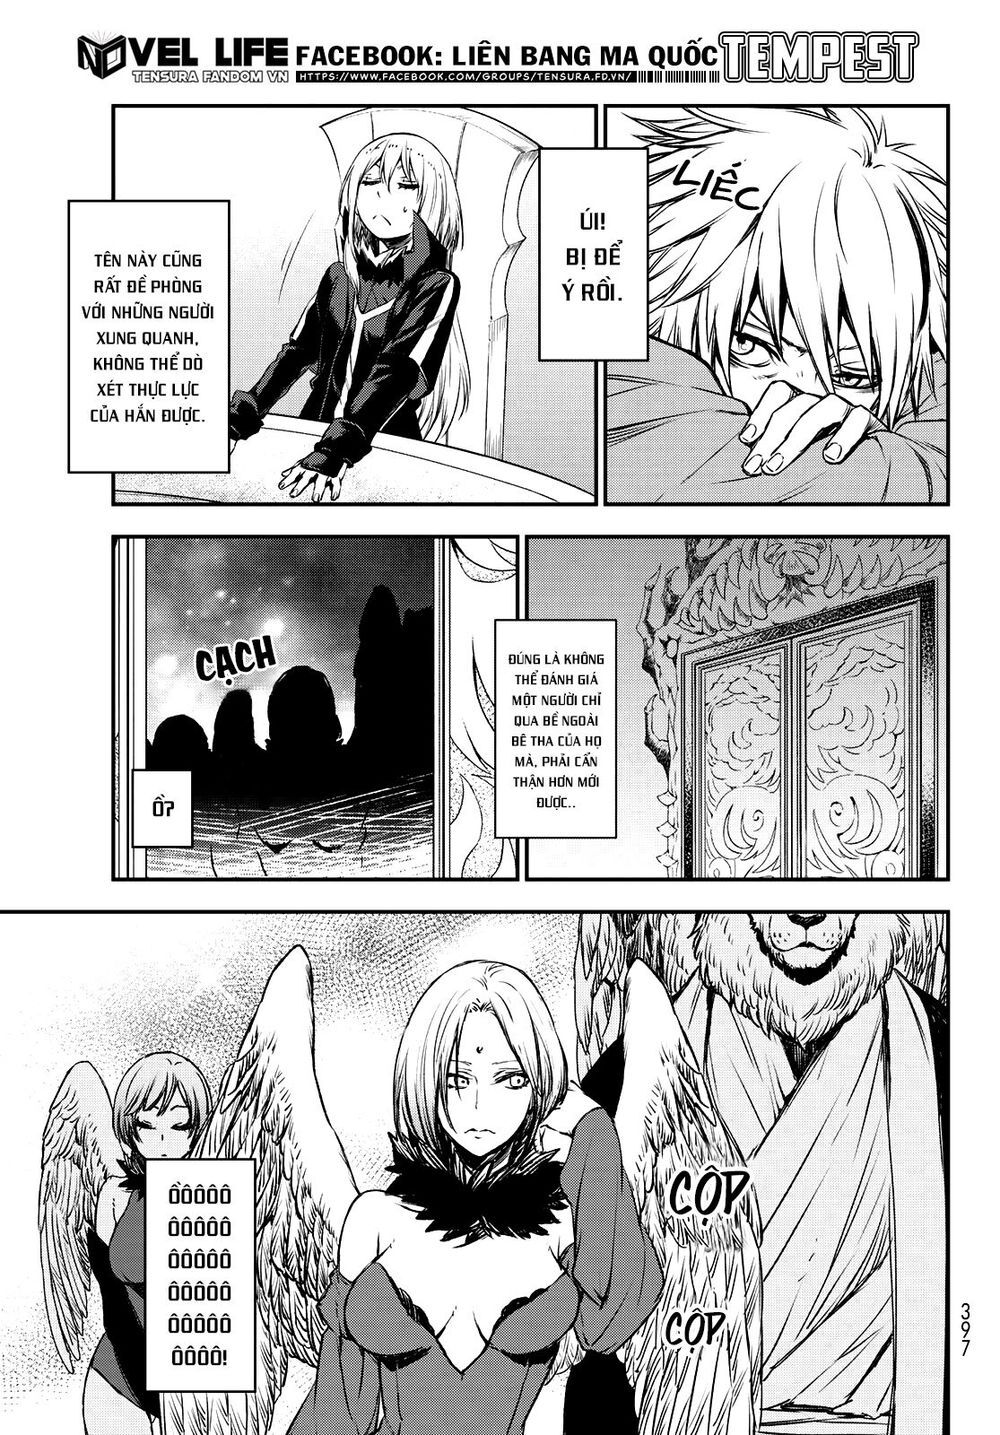 NOVEL LIFE
TENSURA FANDOM VN
FACEBOOK: LIÊN BANG MA QUỐC
HTTPS://WWW.FACEBOOK.COM/GROUPS/TENSURA.FD.VN/
TEMPEST
LIẾC
ÚI!
BỊ ĐỂ
Ý RỒI.
TÊN NÀY CŨNG
RẤT ĐỀ PHÒNG
VỚI NHỮNG NGƯỜI
XUNG QUANH,
KHÔNG THỂ DÒ
XÉT THỰC LỰC
CỦA HẮN ĐƯỢC.
ĐÚNG LÀ KHÔNG
THỂ ĐÁNH GIÁ
MỘT NGƯỜI CHỈ
QUA BỀ NGOÀI
BÊ THA CỦA HỌ
MÀ, PHẢI CẨN
THẬN HƠN MỚI
ĐƯỢC..
CẠCH
Ồ?
CỘP
CỘP
ỒÔÔÔÔ
ÔÔÔÔÔ
ÔÔÔÔÔ
ÔÔÔÔÔ
ÔÔÔÔÔ
ÔÔÔÔ!
397